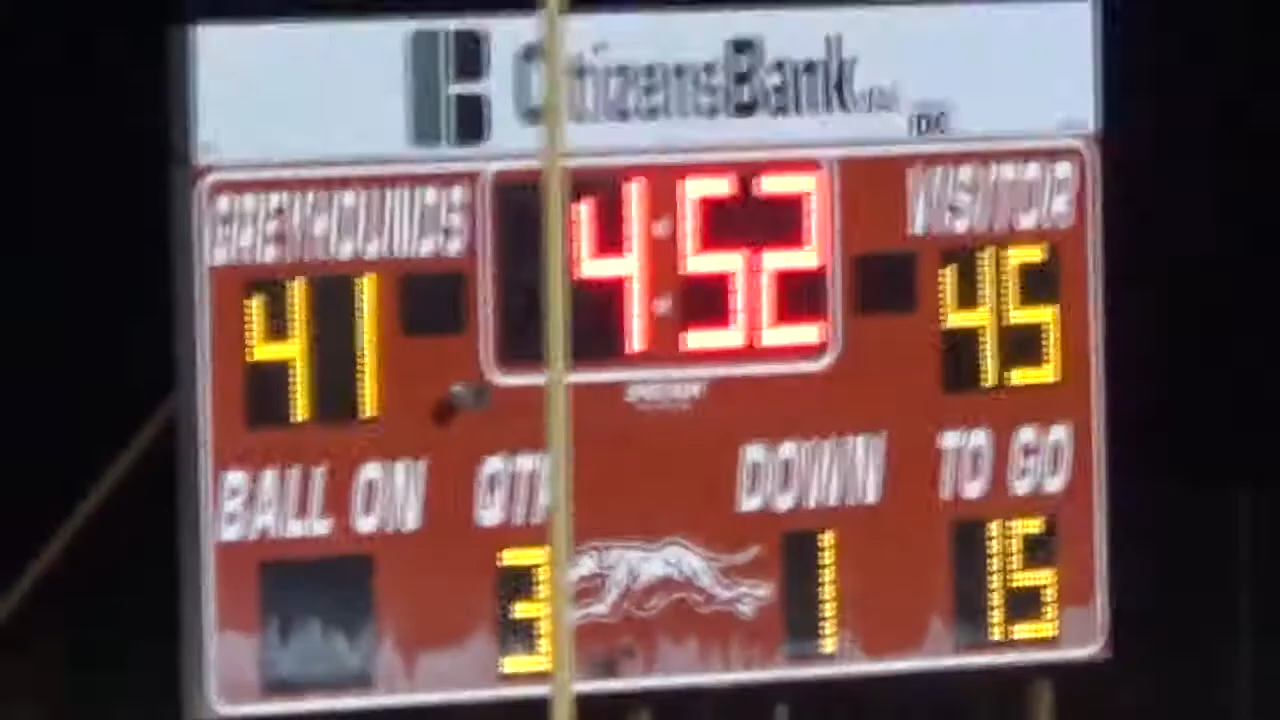 CitizensBank
GREYHOUNDS
4:52
VISITOR
41
45
BALL ON
QTR
DOWN
TO GO
3
1
15